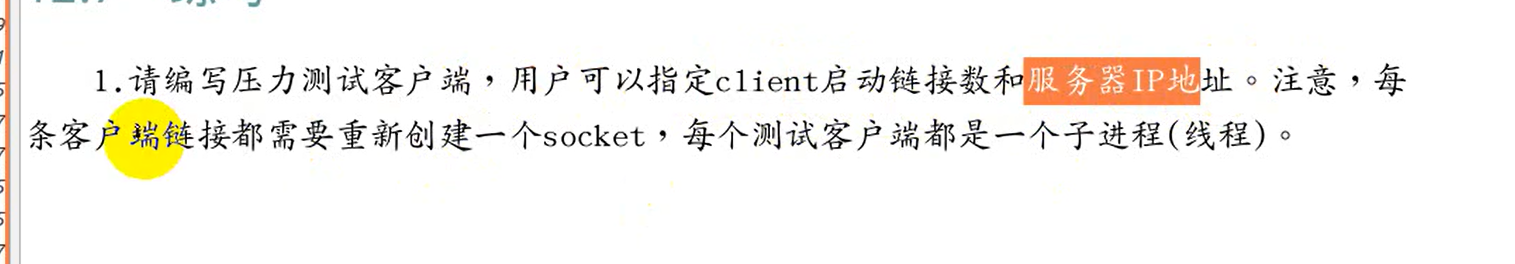 1.请编写压力测试客户端，用户可以指定client启动链接数和服务器IP地址。注意，每
条客户端链接都需要重新创建一个socket，每个测试客户端都是一个子进程(线程)。